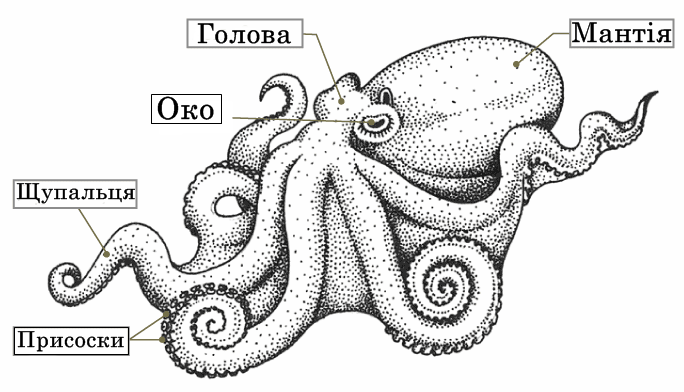 Голова
Мантія
Око
Щупальця
Присоски